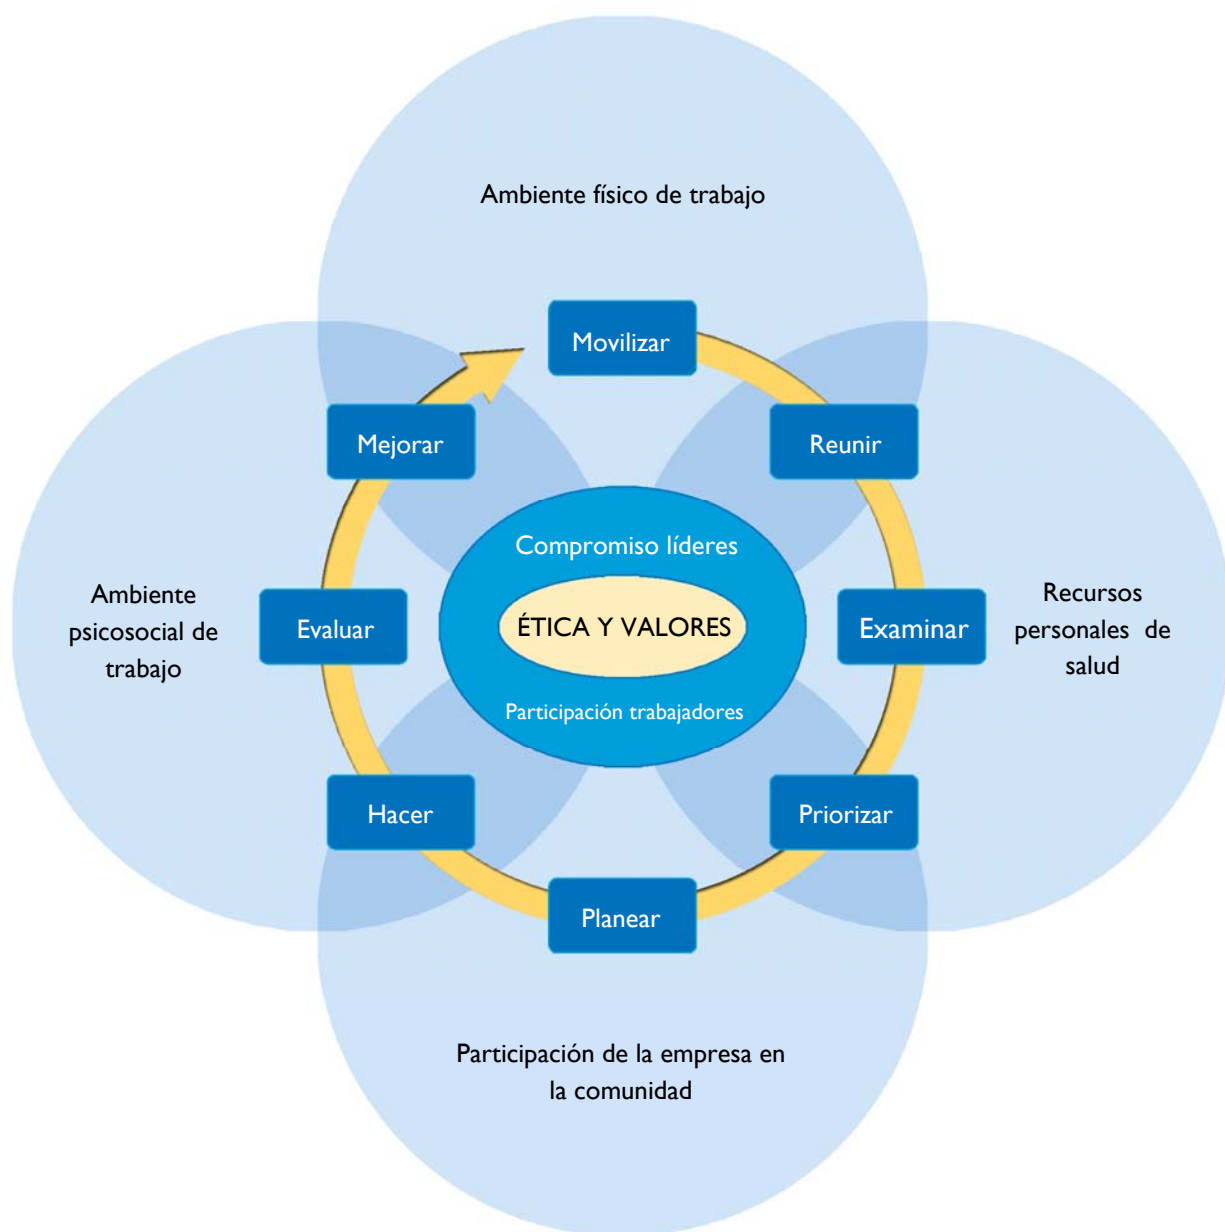 Ambiente físico de trabajo
Movilizar
Mejorar
Reunir
Compromiso líderes
Ambiente
psicosocial de
trabajo
Evaluar
ÉTICA Y VALORES
Examinar
Recursos
personales de
salud
Participación trabajadores
Hacer
Priorizar
Planear
Participación de la empresa en
la comunidad